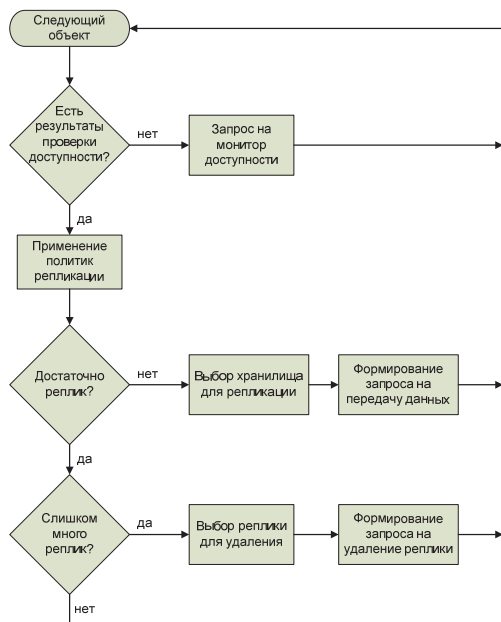 Следующий
объект
Есть
результаты
проверки
доступности?
нет
Запрос на
монитор
доступности
да
Применение
политик
репликации
Достаточно
реплик?
нет
Выбор хранилища
для репликации
Формирование
запроса на
передачу данных
да
Слишком
много
реплик?
да
Выбор реплики
для удаления
Формирование
запроса на
удаление реплики
нет